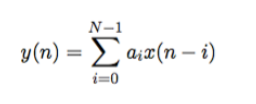 y(n) = \sum_{i=0}^{N-1} a_i x(n-i)